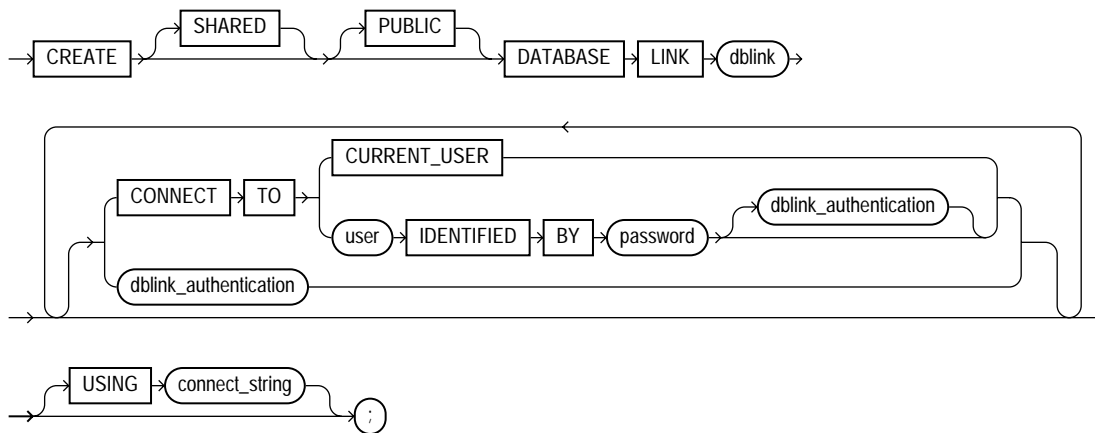 SHARED PUBLIC
CREATE DATABASE LINK dblink
CURRENT_USER
CONNECT TO dblink_authentication
user IDENTIFIED BY password
dblink_authentication
USING connect_string
;